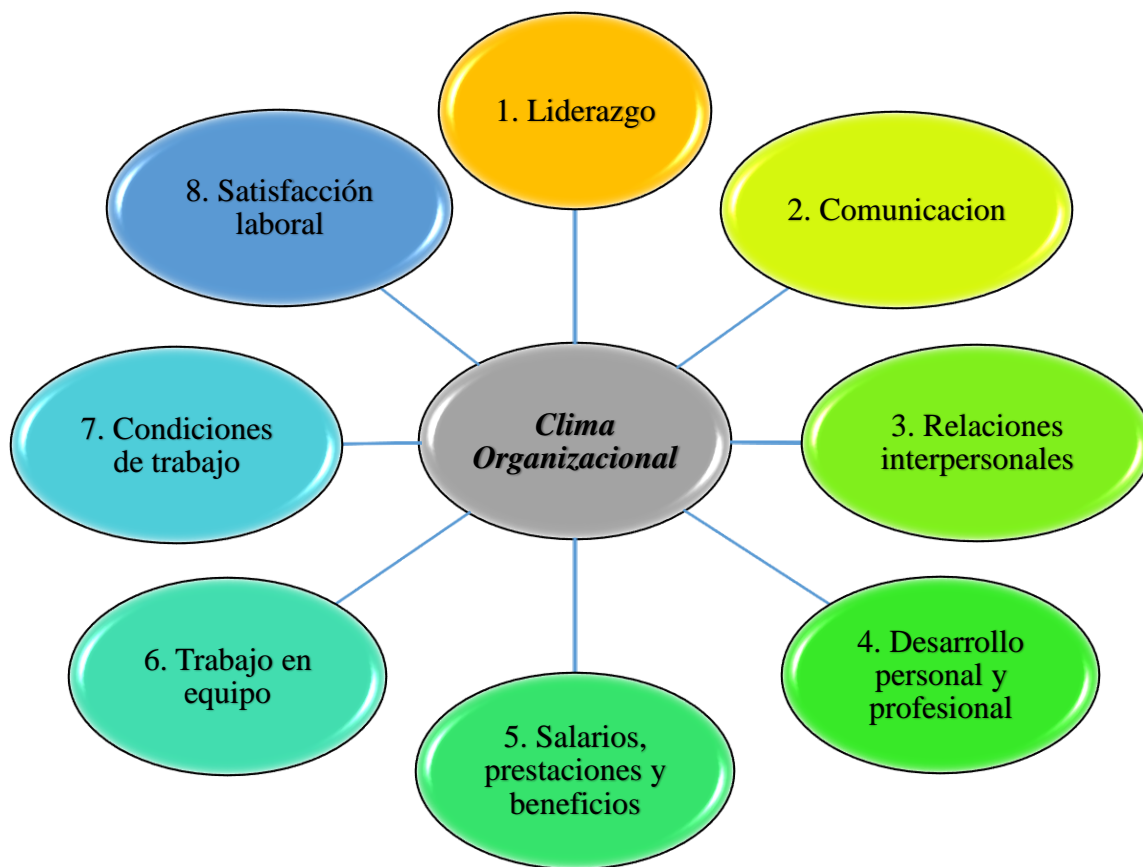 1. Liderazgo
2. Comunicacion
3. Relaciones
interpersonales
4. Desarrollo
personal y
profesional
5. Salarios,
prestaciones y
beneficios
6. Trabajo en
equipo
7. Condiciones
de trabajo
8. Satisfacción
laboral
Clima
Organizacional